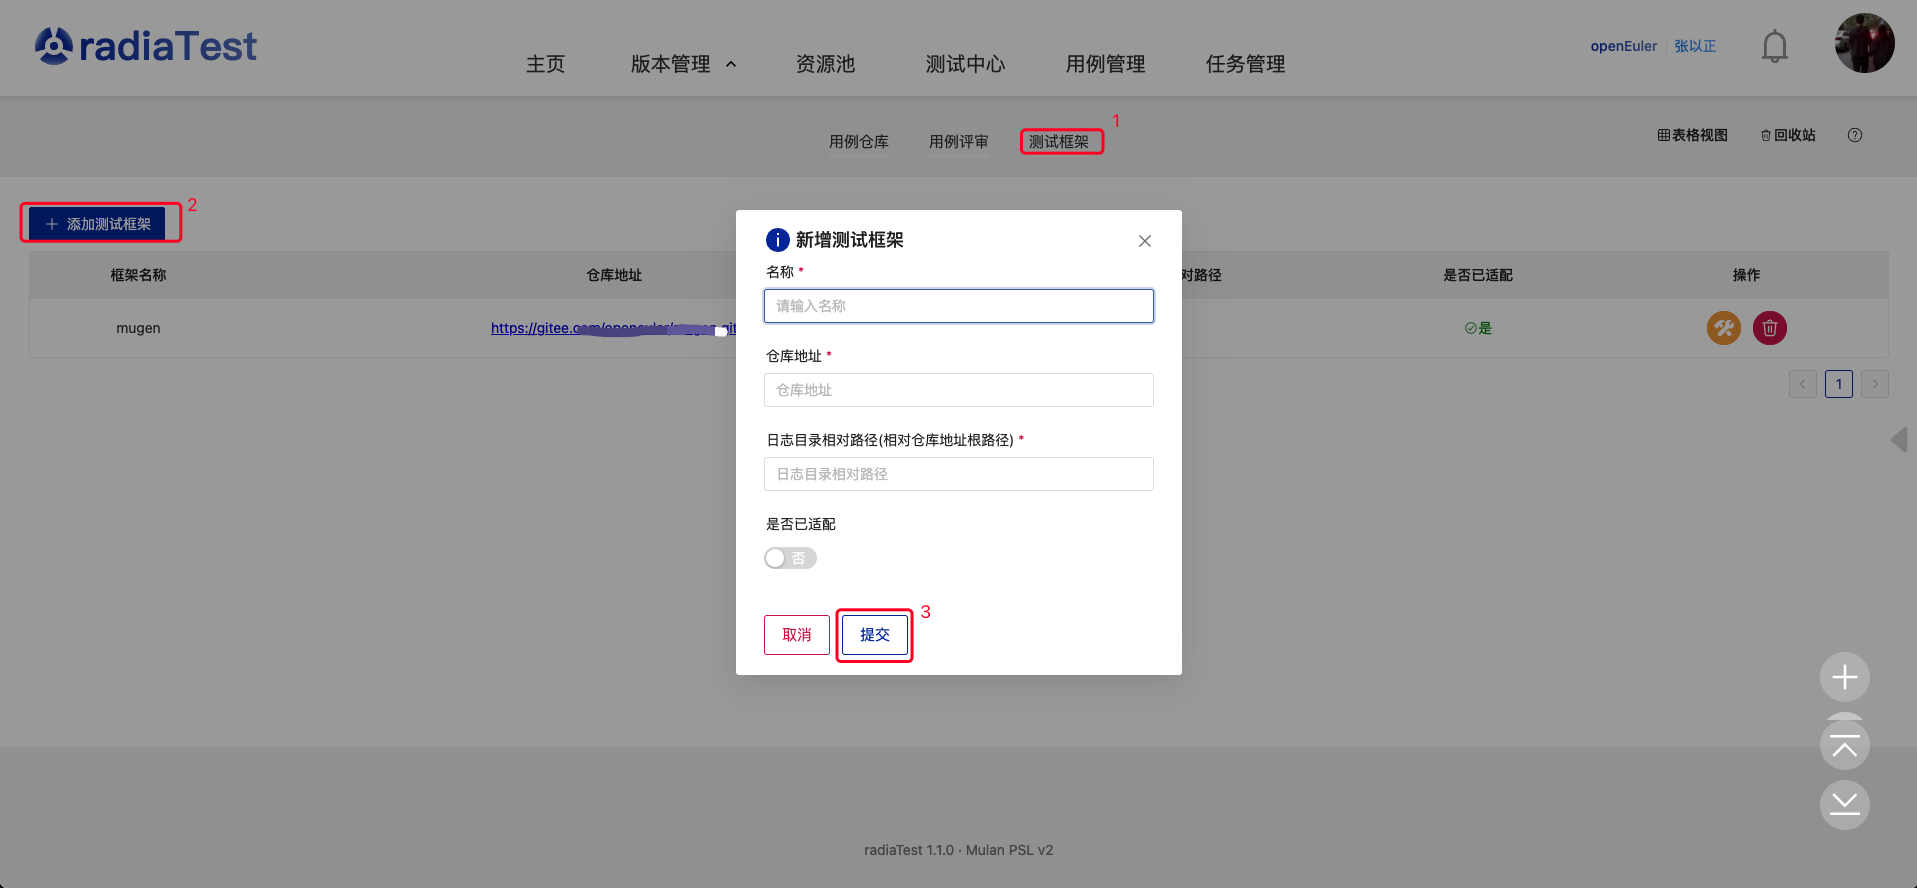 radiaTest
主页
版本管理
资源池
测试中心
用例管理
任务管理
openEuler
张以正
用例仓库
用例评审
测试框架
1
表格视图
回收站
2
添加测试框架
框架名称
仓库地址
对路径
是否已适配
操作
mugen
https://gitee.
是
1
新增测试框架
名称 *
请输入名称
仓库地址 *
仓库地址
日志目录相对路径(相对仓库地址根路径) *
日志目录相对路径
是否已适配
否
取消
提交
3
radiaTest 1.1.0 · Mulan PSL v2